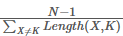 N−1
∑X≠K Length(X,K)